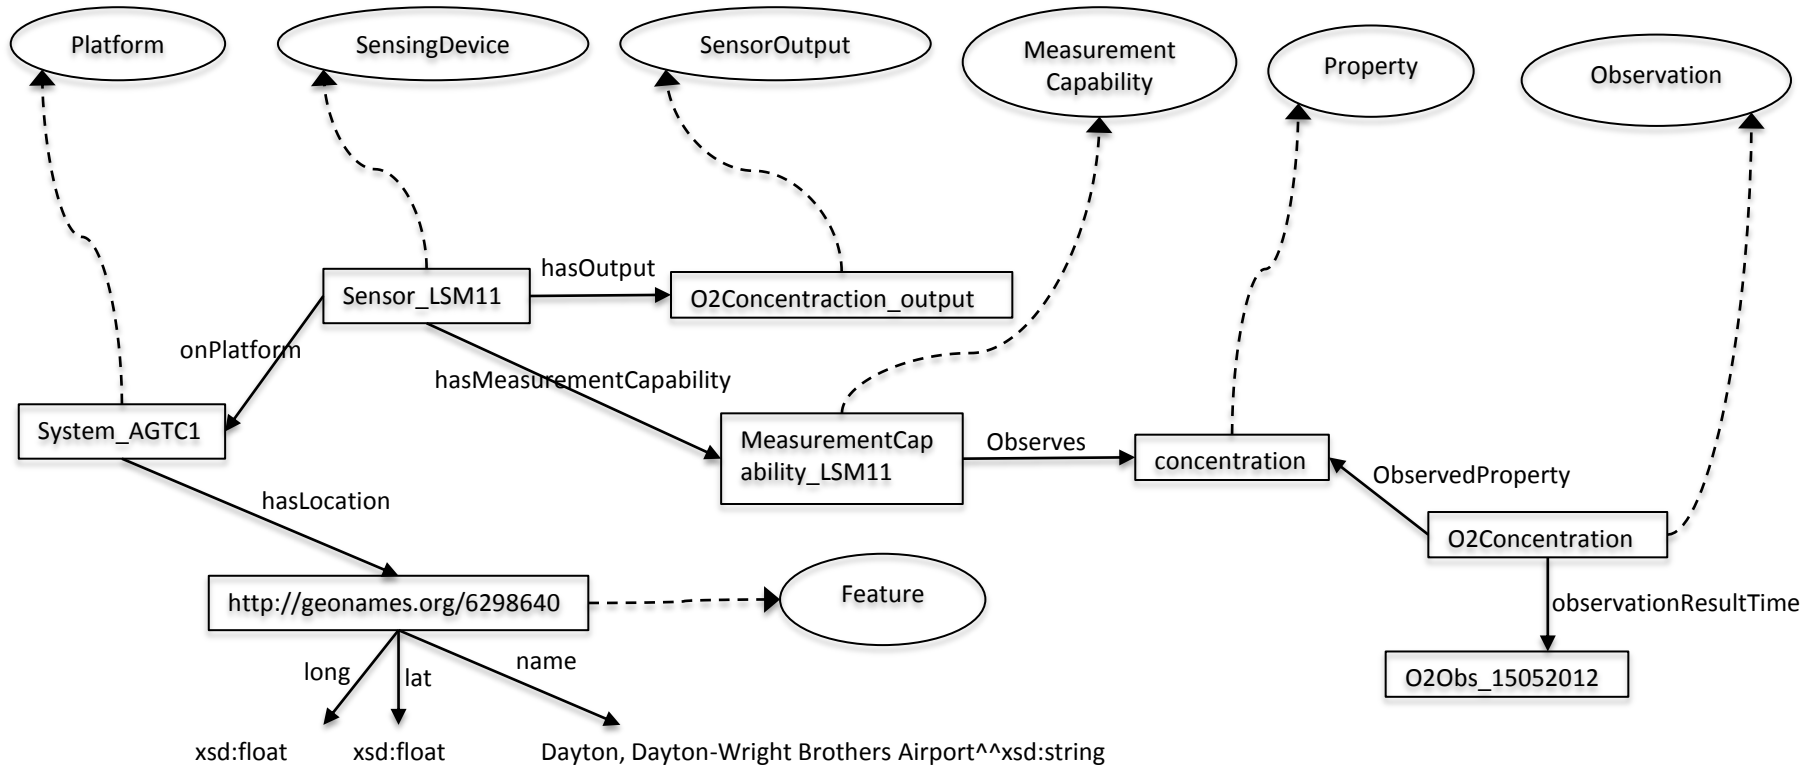 Platform
SensingDevice
SensorOutput
Measurement
Capability
Property
Observation
hasOutput
Sensor_LSM11
O2Concentraction_output
onPlatform
hasMeasurementCapability
System_AGTC1
MeasurementCap
ability_LSM11
Observes
concentration
ObservedProperty
hasLocation
O2Concentration
http://geonames.org/6298640
Feature
observationResultTime
long
lat
name
O2Obs_15052012
xsd:float
xsd:float
Dayton, Dayton-Wright Brothers Airport^^xsd:string